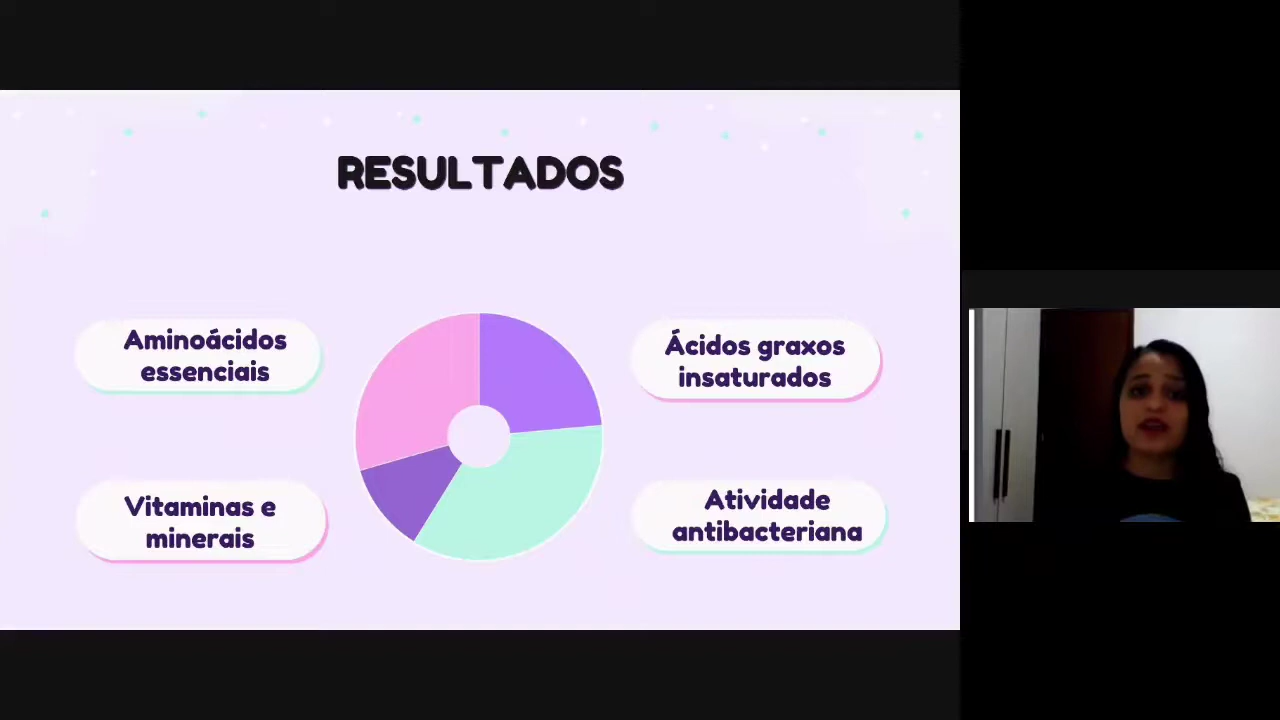 RESULTADOS
Aminoácidos
essenciais
Ácidos graxos
insaturados
Vitaminas e
minerais
Atividade
antibacteriana